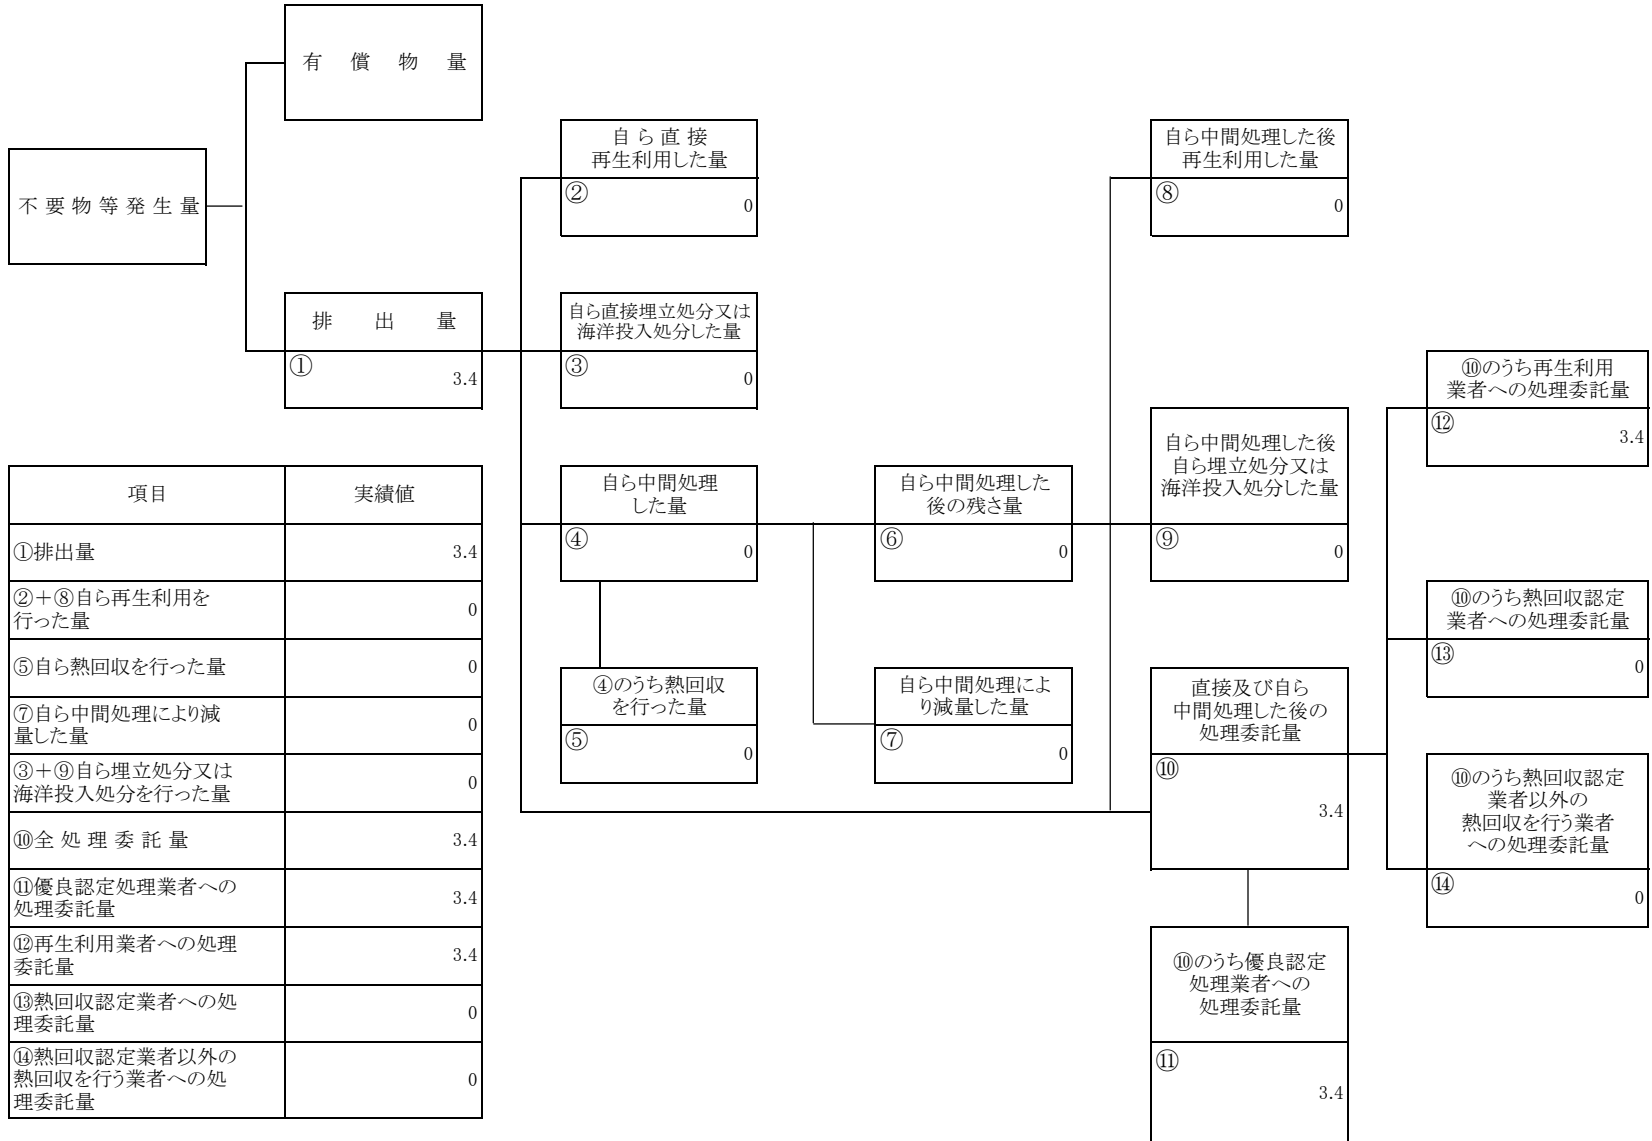 有償物量
不要物等発生量
排出量
①
3.4
自ら直接
再生利用した量
②
0
自ら直接埋立処分又は
海洋投入処分した量
③
0
自ら中間処理
した量
④
0
④のうち熱回収
を行った量
⑤
0
自ら中間処理した
後の残さ量
⑥
0
自ら中間処理によ
り減量した量
⑦
0
自ら中間処理した後
再生利用した量
⑧
0
自ら中間処理した後
自ら埋立処分又は
海洋投入処分した量
⑨
0
直接及び自ら
中間処理した後の
処理委託量
⑩
3.4
⑩のうち優良認定
処理業者への
処理委託量
⑪
3.4
⑩のうち再生利用
業者への処理委託量
⑫
3.4
⑩のうち熱回収認定
業者への処理委託量
⑬
0
⑩のうち熱回収認定
業者以外の
熱回収を行う業者
への処理委託量
⑭
0
項目 実績値
①排出量 3.4
②＋⑧自ら再生利用を
行った量 0
⑤自ら熱回収を行った量 0
⑦自ら中間処理により減
量した量 0
③＋⑨自ら埋立処分又は
海洋投入処分を行った量 0
⑩全処理委託量 3.4
⑪優良認定処理業者への
処理委託量 3.4
⑫再生利用業者への処理
委託量 3.4
⑬熱回収認定業者への処
理委託量 0
⑭熱回収認定業者以外の
熱回収を行う業者への処
理委託量 0